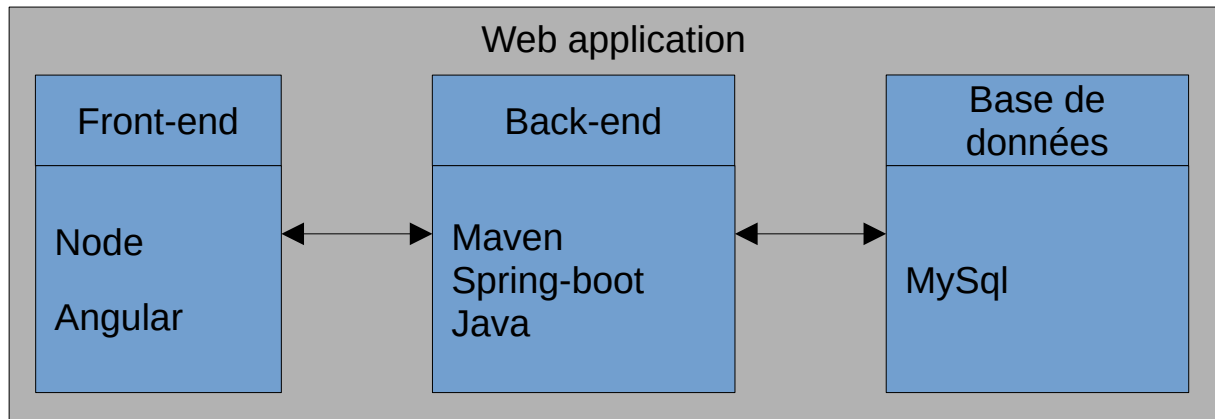 Web application
Front-end
Node
Angular
Back-end
Maven
Spring-boot
Java
Base de
données
MySql